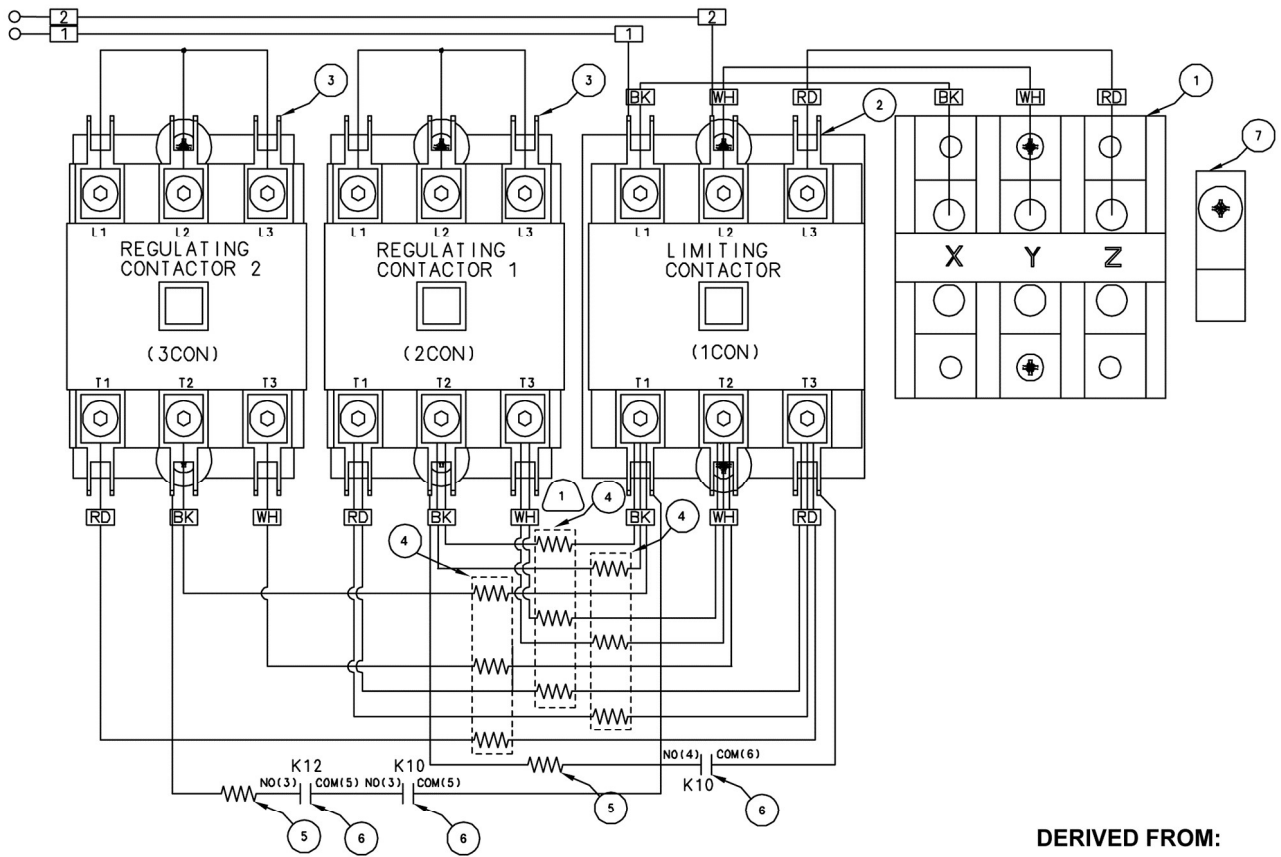 2 2
1 1
3 3 2 1 7
BK WH RD BK WH RD
L1 L2 L3 L1 L2 L3 L1 L2 L3
REGULATING
CONTACTOR 2
(3CON)
REGULATING
CONTACTOR 1
(2CON)
LIMITING
CONTACTOR
(1CON)
X Y Z
T1 T2 T3 T1 T2 T3 T1 T2 T3
RD BK WH RD BK WH BK WH RD
1 4 4 4
NO(4) COM(6)
K10
K12 K10
NO(3) COM(5) NO(3) COM(5)
5 6 6 5 6
DERIVED FROM: